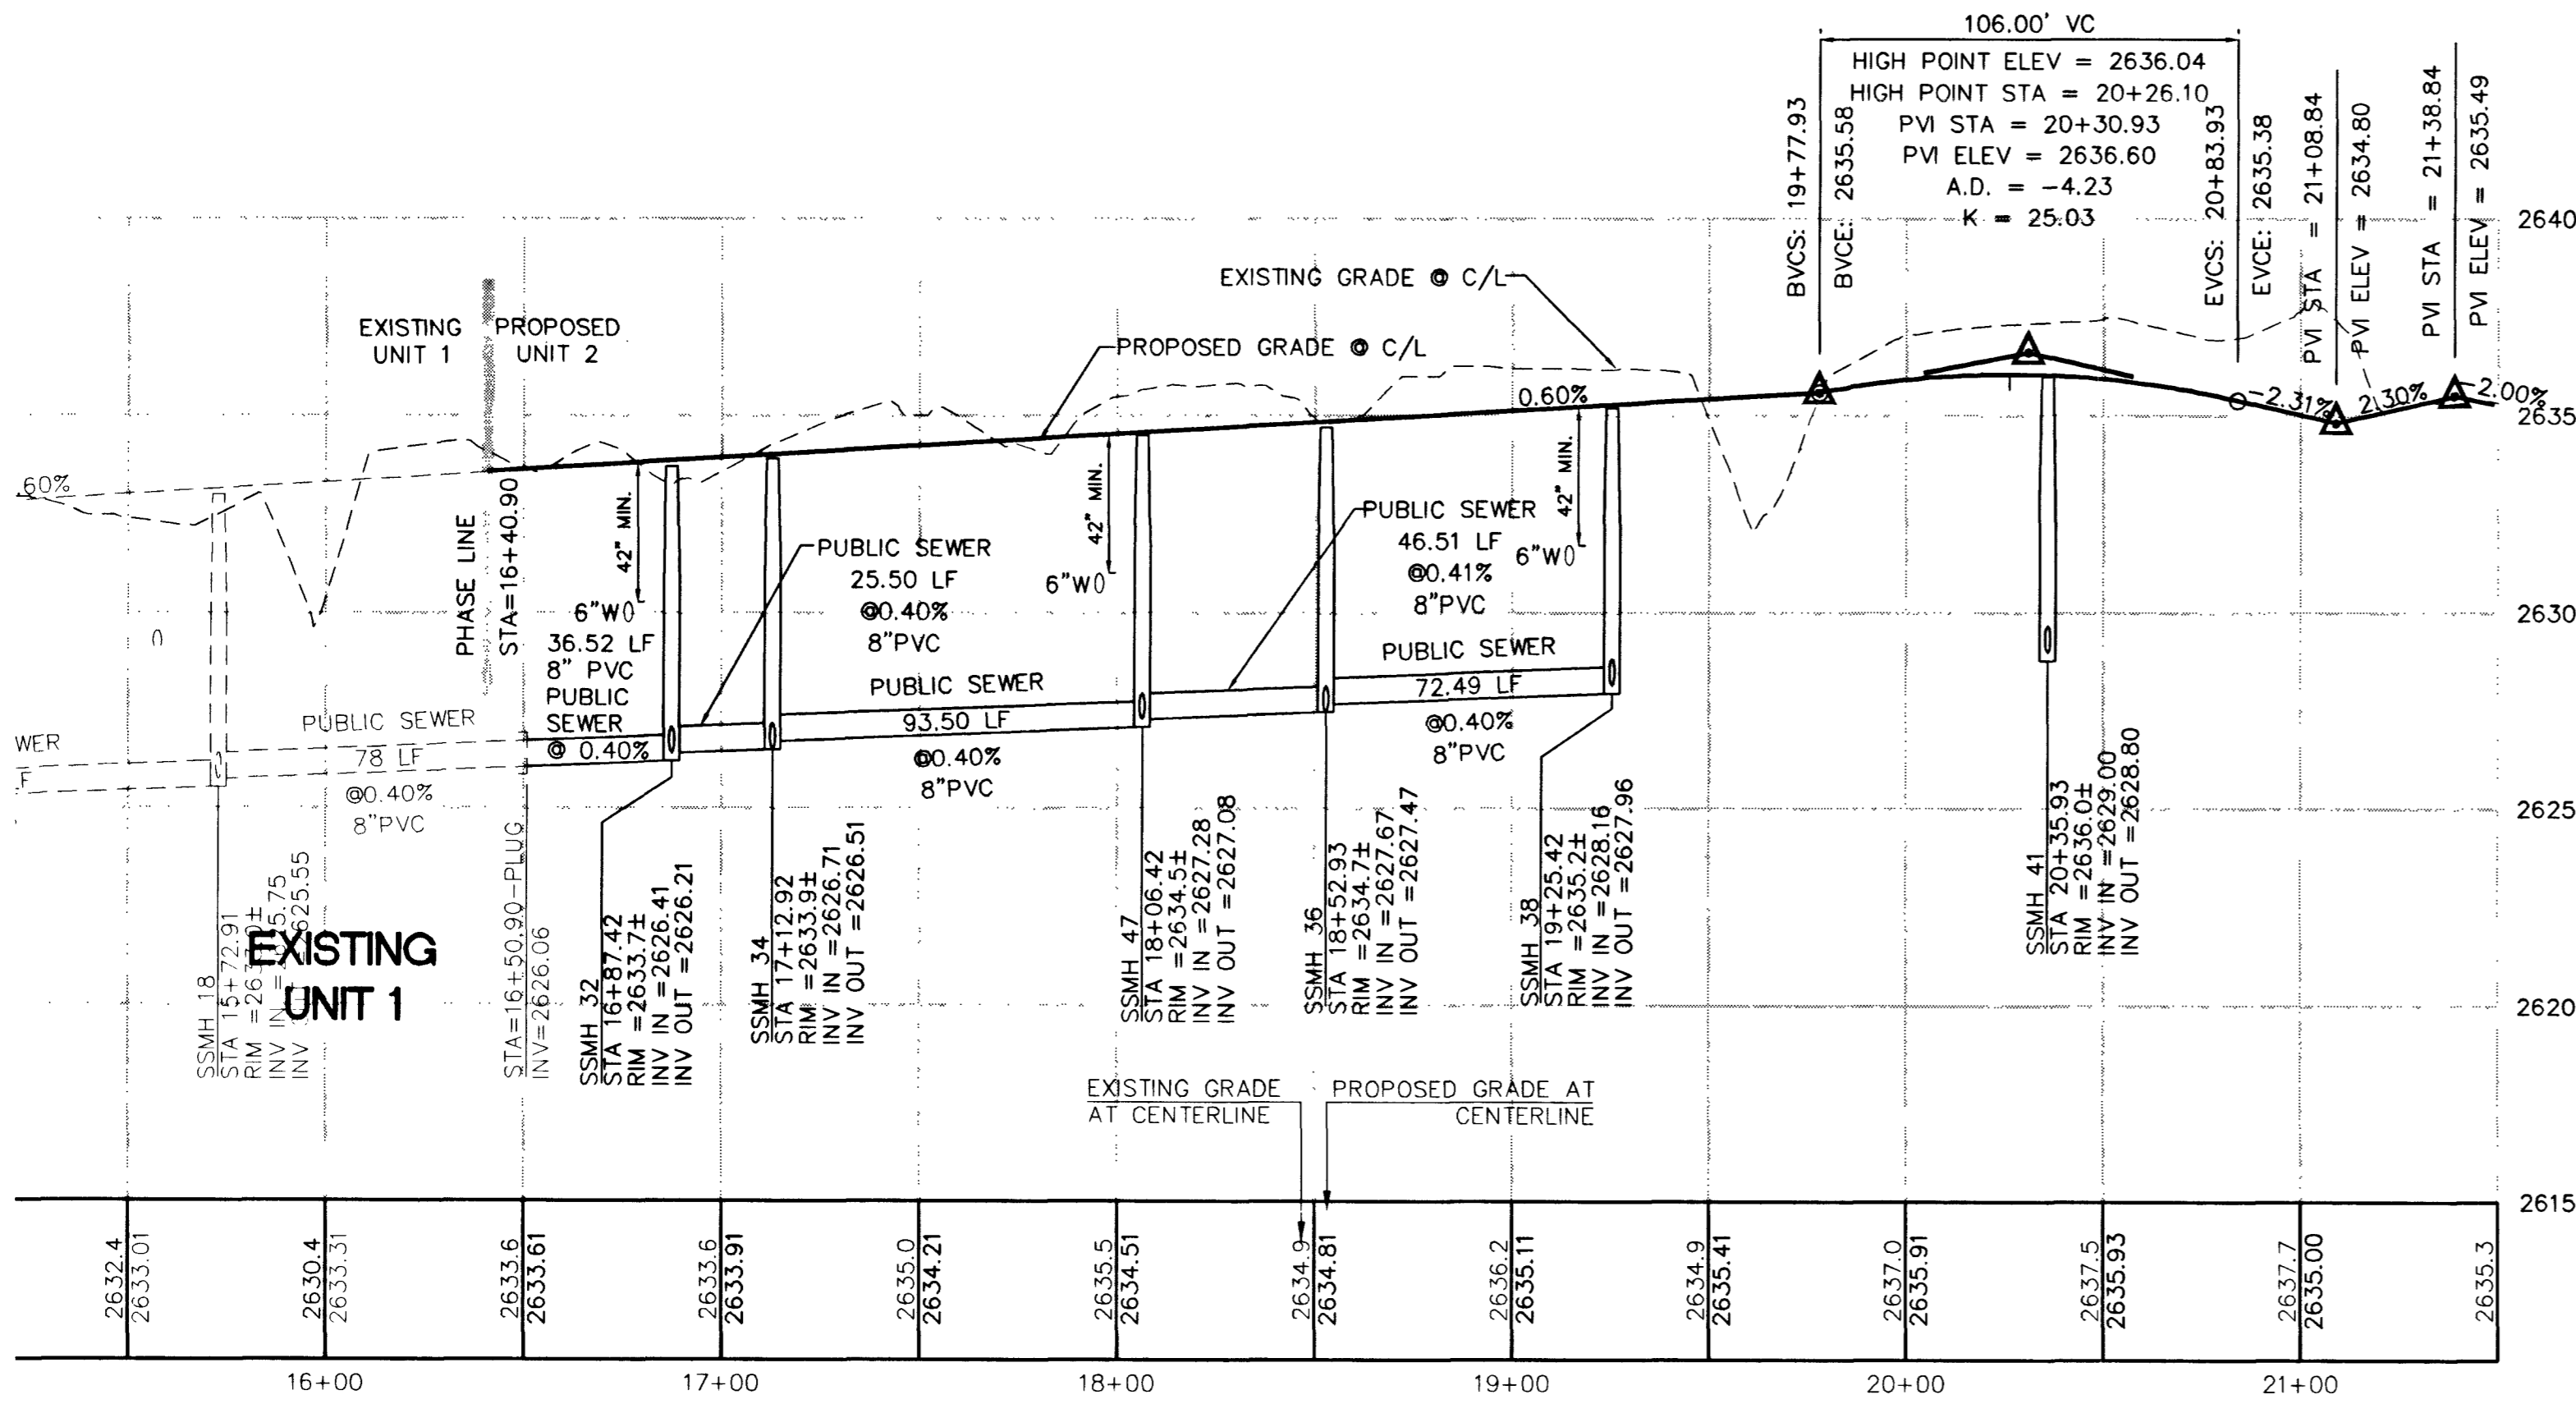 106.00' VC
HIGH POINT ELEV = 2636.04
HIGH POINT STA = 20+26.10
PVI STA = 20+30.93
PVI ELEV = 2636.60
A.D. = -4.23
K = 25.03
BVCS: 19+77.93
BVCE: 2635.58
EVCS: 20+83.93
EVCE: 2635.38
PVI STA = 21+08.84
PVI ELEV = 2634.80
PVI STA = 21+38.84
PVI ELEV = 2635.49
2640
2635
2630
2625
2620
2615
EXISTING
UNIT 1
PROPOSED
UNIT 2
EXISTING GRADE @ C/L
PROPOSED GRADE @ C/L
.60%
0.60%
-2.31%
2.30%
-2.00%
PHASE LINE
STA=16+40.90
42" MIN.
6"W
42" MIN.
6"W
42" MIN.
6"W
36.52 LF
8" PVC
PUBLIC
SEWER
@ 0.40%
PUBLIC SEWER
25.50 LF
@0.40%
8"PVC
PUBLIC SEWER
93.50 LF
@0.40%
8"PVC
PUBLIC SEWER
46.51 LF
@0.41%
8"PVC
PUBLIC SEWER
72.49 LF
@0.40%
8"PVC
WER
F
PUBLIC SEWER
78 LF
@0.40%
8"PVC
SSMH 18
STA 15+72.91
INV 2625.55
EXISTING
UNIT 1
STA=16+50.90-PLUG
INV=2626.06
SSMH 32
STA 16+87.42
RIM =2633.7±
INV IN =2626.41
INV OUT =2626.21
SSMH 34
STA 17+12.92
RIM =2633.9±
INV IN =2626.71
INV OUT =2626.51
SSMH 47
STA 18+06.42
RIM =2634.5±
INV IN =2627.28
INV OUT =2627.08
SSMH 36
STA 18+52.93
RIM =2634.7±
INV IN =2627.67
INV OUT =2627.47
SSMH 38
STA 19+25.42
RIM =2635.2±
INV IN =2628.16
INV OUT =2627.96
SSMH 41
STA 20+35.93
RIM =2636.0±
INV IN =2629.00
INV OUT =2628.80
EXISTING GRADE
AT CENTERLINE
PROPOSED GRADE AT
CENTERLINE
2632.4
2633.01
2630.4
2633.31
2633.6
2633.61
2633.6
2633.91
2635.0
2634.21
2635.5
2634.51
2634.9
2634.81
2636.2
2635.11
2634.9
2635.41
2637.0
2635.91
2637.5
2635.93
2637.7
2635.00
2635.3
16+00
17+00
18+00
19+00
20+00
21+00